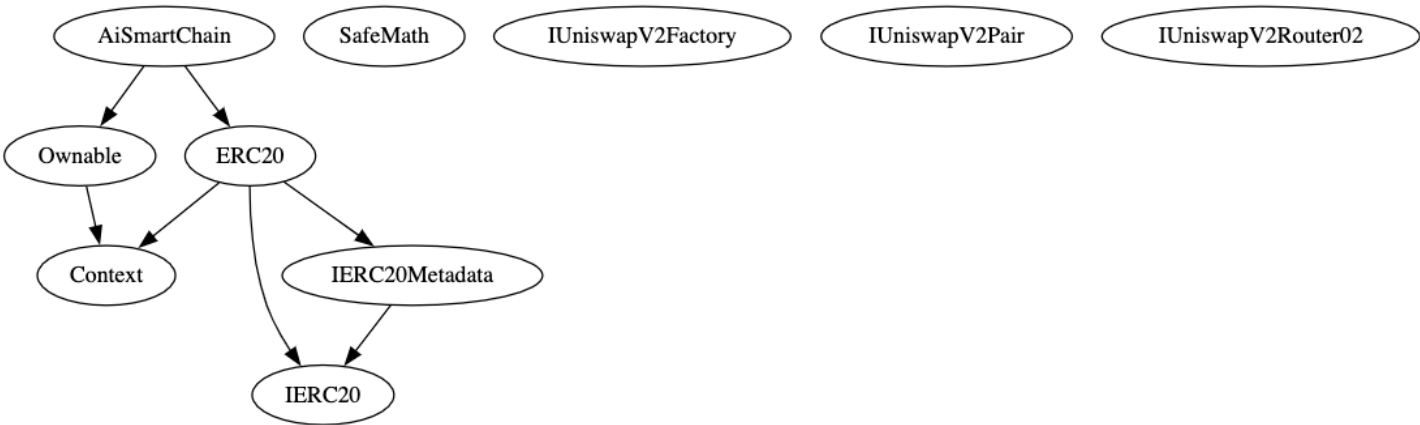 AiSmartChain
SafeMath
IUniswapV2Factory
IUniswapV2Pair
IUniswapV2Router02
Ownable
ERC20
Context
IERC20Metadata
IERC20